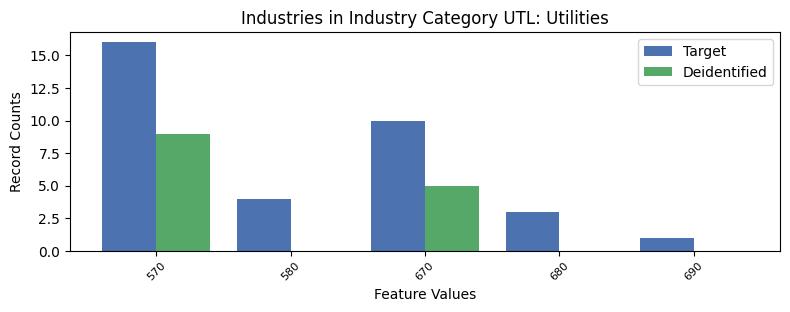 Industries in Industry Category UTL: Utilities
Target
Deidentified
Record Counts
15.0
12.5
10.0
7.5
5.0
2.5
0.0
570
580
670
680
690
Feature Values